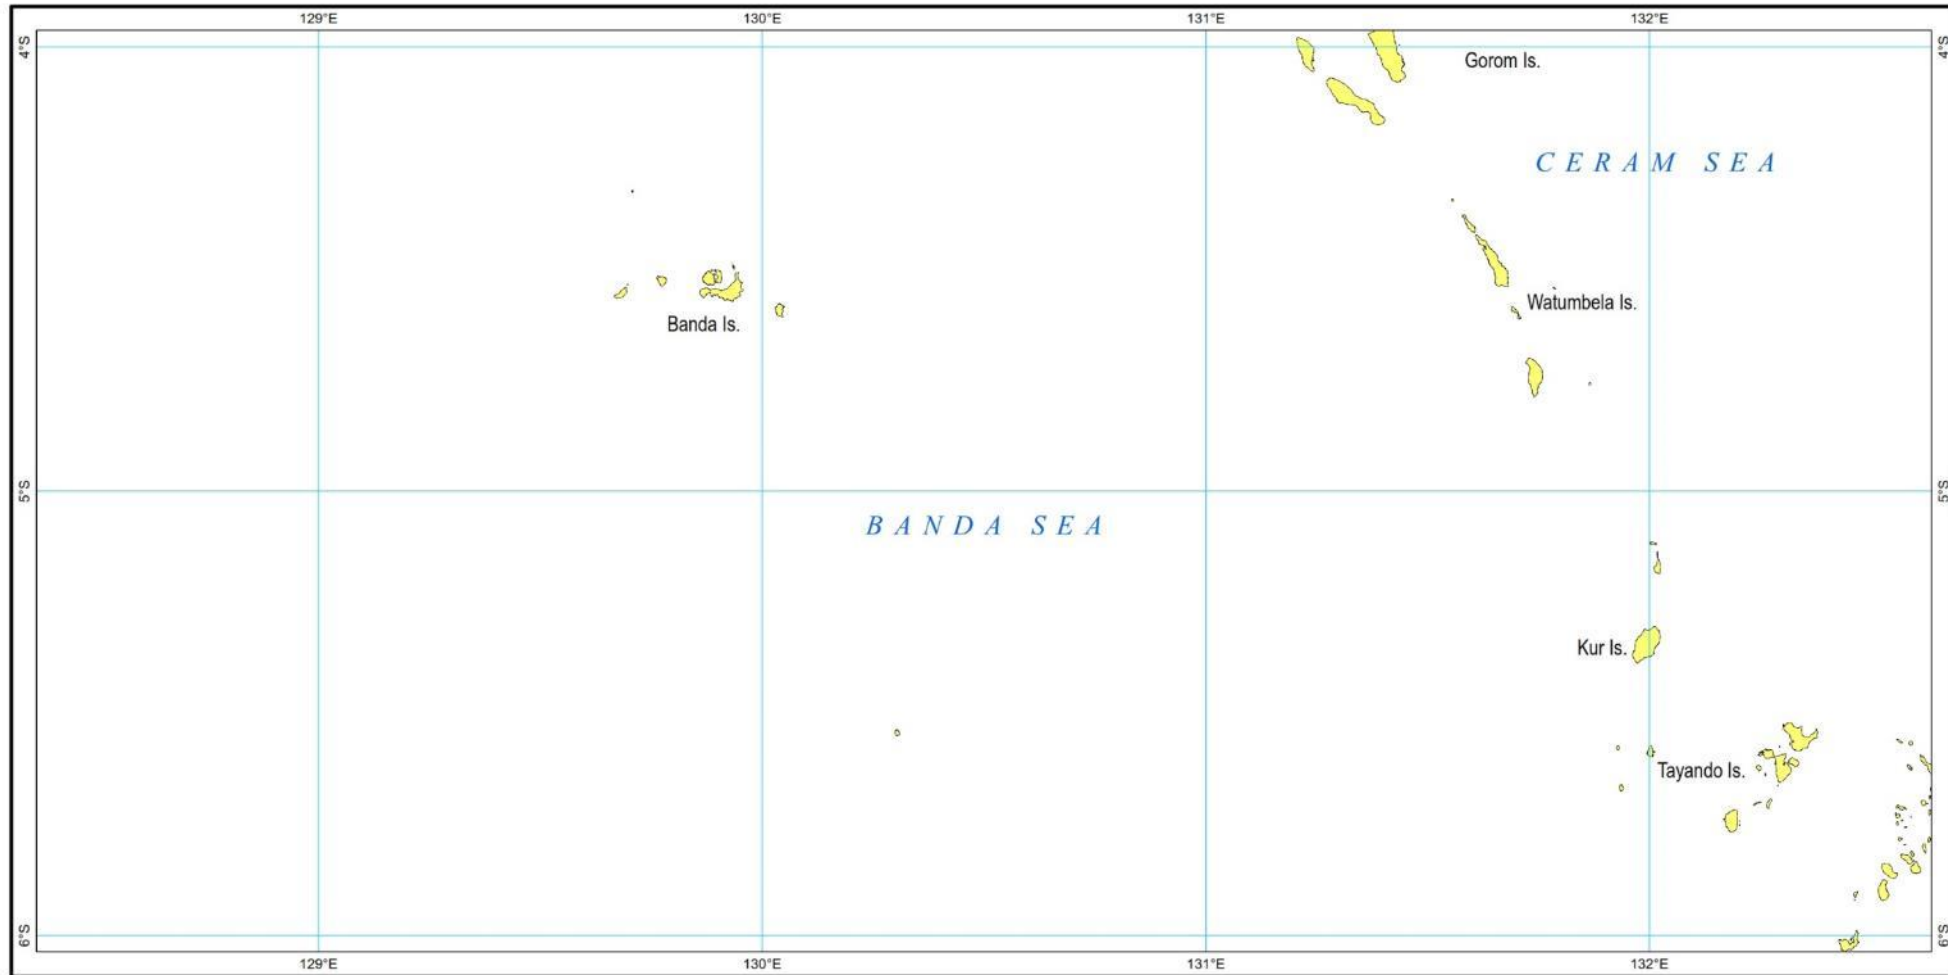 129°E 130°E 131°E 132°E
4°S 4°S
Gorom Is.
CERAM SEA
Watumbela Is.
Banda Is.
5°S 5°S
BANDA SEA
Kur Is.
Tayando Is.
6°S 6°S
129°E 130°E 131°E 132°E